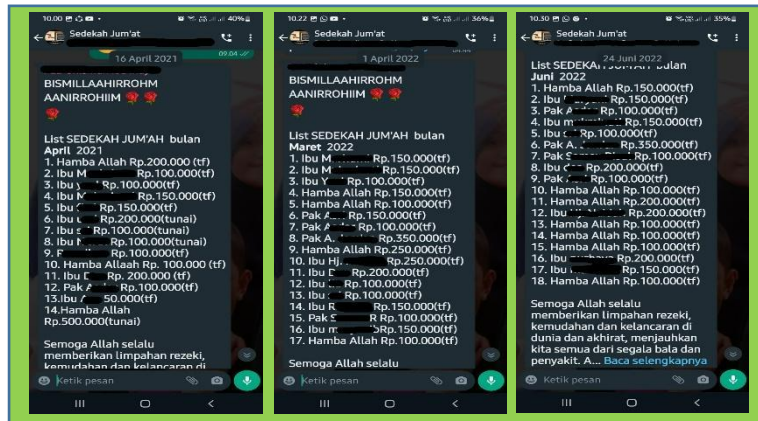 10.00
40%
Sedekah Jum'at
09.04
16 April 2021
BISMILLAAHIRROHM
AANIRROHIIM
List SEDEKAH JUM'AH bulan
April 2021
1. Hamba Allah Rp.200.000 (tf)
2. Ibu M Rp.100.000(tf)
3. Ibu y Rp.100.000(tf)
4. Ibu M Rp.150.000(tf)
5. Ibu Rp.150.000(tf)
6. Ibu Rp.200.000(tunai)
7. Ibu s Rp.100.000(tunai)
8. Ibu Rp.100.000(tunai)
9. Rp.100.000(tf)
10. Hamba Allaah Rp. 100.000 (tf)
11. Ibu Rp. 200.000 (tf)
12. Pak A Rp.100.000(tf)
13.Ibu 50.000(tf)
14.Hamba Allah
Rp.500.000(tunai)
Semoga Allah selalu
memberikan limpahan rezeki,
kemudahan dan kelancaran di
Ketik pesan
10.22
36%
Sedekah Jum'at
1 April 2022
BISMILLAAHIRROHM
AANIRROHIIM
List SEDEKAH JUM'AH bulan
Maret 2022
1. Ibu M Rp.150.000(tf)
2. Ibu M Rp.150.000(tf)
3. Ibu Y Rp.100.000(tf)
4. Hamba Allah Rp.150.000(tf)
5. Hamba Allah Rp.100.000(tf)
6. Pak A Rp.150.000(tf)
7. Pak A Rp.100.000(tf)
8. Pak A. Rp.350.000(tf)
9. Hamba Allah Rp.250.000(tf)
10. Ibu Hj. Rp.250.000(tf)
11. Ibu Rp.200.000(tf)
12. Ibu Rp.100.000(tf)
13. Ibu Rp.100.000(tf)
14. Ibu R Rp.150.000(tf)
15. Pak S R Rp.100.000(tf)
16. Ibu m Rp.150.000(tf)
17. Hamba Allah Rp.100.000(tf)
Semoga Allah selalu
Ketik pesan
10.30
35%
Sedekah Jum'at
24 Juni 2022
List SEDEKAH JUM'AH bulan
Juni 2022
1. Hamba Allah Rp.150.000(tf)
2. Ibu Rp.150.000(tf)
3. Pak A Rp.100.000(tf)
4. Ibu Rp.150.000(tf)
5. Ibu Rp.100.000(tf)
6. Pak A. Rp.350.000(tf)
7. Pak Rp.100.000(tf)
8. Ibu Rp.200.000(tf)
9. Pak Rp.100.000(tf)
10. Hamba Allah Rp.100.000(tf)
11. Hamba Allah Rp.200.000(tf)
12. Ibu Rp.200.000(tf)
13. Hamba Allah Rp.100.000(tf)
14. Hamba Allah Rp.100.000(tf)
15. Hamba Allah Rp.100.000(tf)
16. Ibu Rp.200.000(tf)
17. Ibu Rp.150.000(tf)
18. Hamba Allah Rp.100.000(tf)
Semoga Allah selalu
memberikan limpahan rezeki,
kemudahan dan kelancaran di
dunia dan akhirat, menjauhkan
kita semua dari segala bala dan
penyakit. A... Baca selengkapnya
Ketik pesan